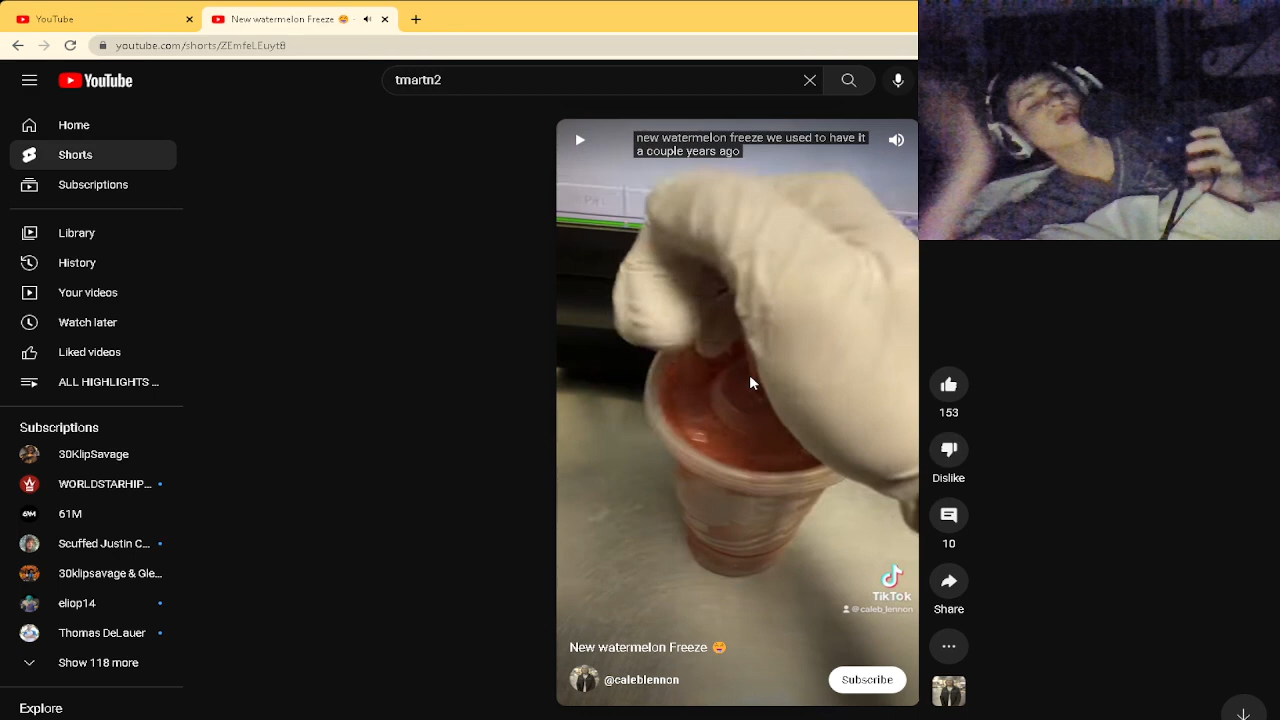 YouTube
New watermelon Freeze 🤩 -
youtube.com/shorts/ZEmfeLEuyt8
YouTube
tmartn2
Home
Shorts
Subscriptions
Library
History
Your videos
Watch later
Liked videos
ALL HIGHLIGHTS ...
Subscriptions
30KlipSavage
WORLDSTARHIP...
61M
Scuffed Justin C...
30klipsavage & Gle...
eliop14
Thomas DeLauer
Show 118 more
Explore
new watermelon freeze we used to have it
a couple years ago
TikTok
@caleb_lennon
New watermelon Freeze 🤩
@caleblennon
Subscribe
153
Dislike
10
Share